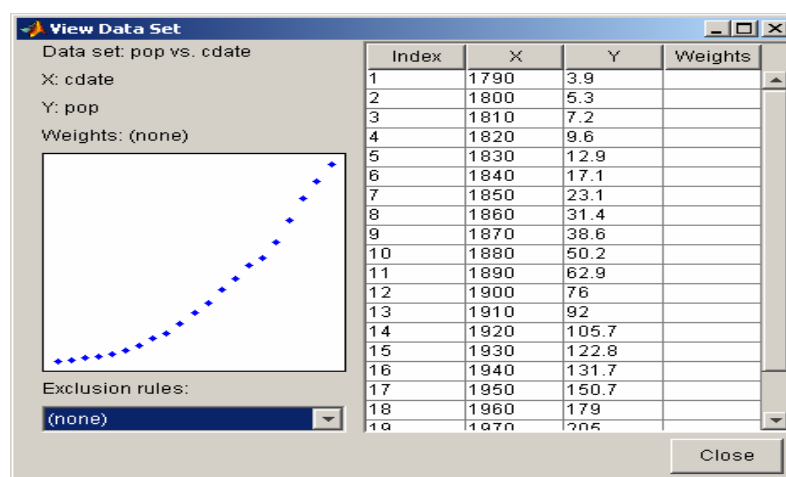 View Data Set
Data set: pop vs. cdate
X: cdate
Y: pop
Weights: (none)
Exclusion rules:
(none)
Index X Y Weights
1 1790 3.9
2 1800 5.3
3 1810 7.2
4 1820 9.6
5 1830 12.9
6 1840 17.1
7 1850 23.1
8 1860 31.4
9 1870 38.6
10 1880 50.2
11 1890 62.9
12 1900 76
13 1910 92
14 1920 105.7
15 1930 122.8
16 1940 131.7
17 1950 150.7
18 1960 179
19 1970 205
Close